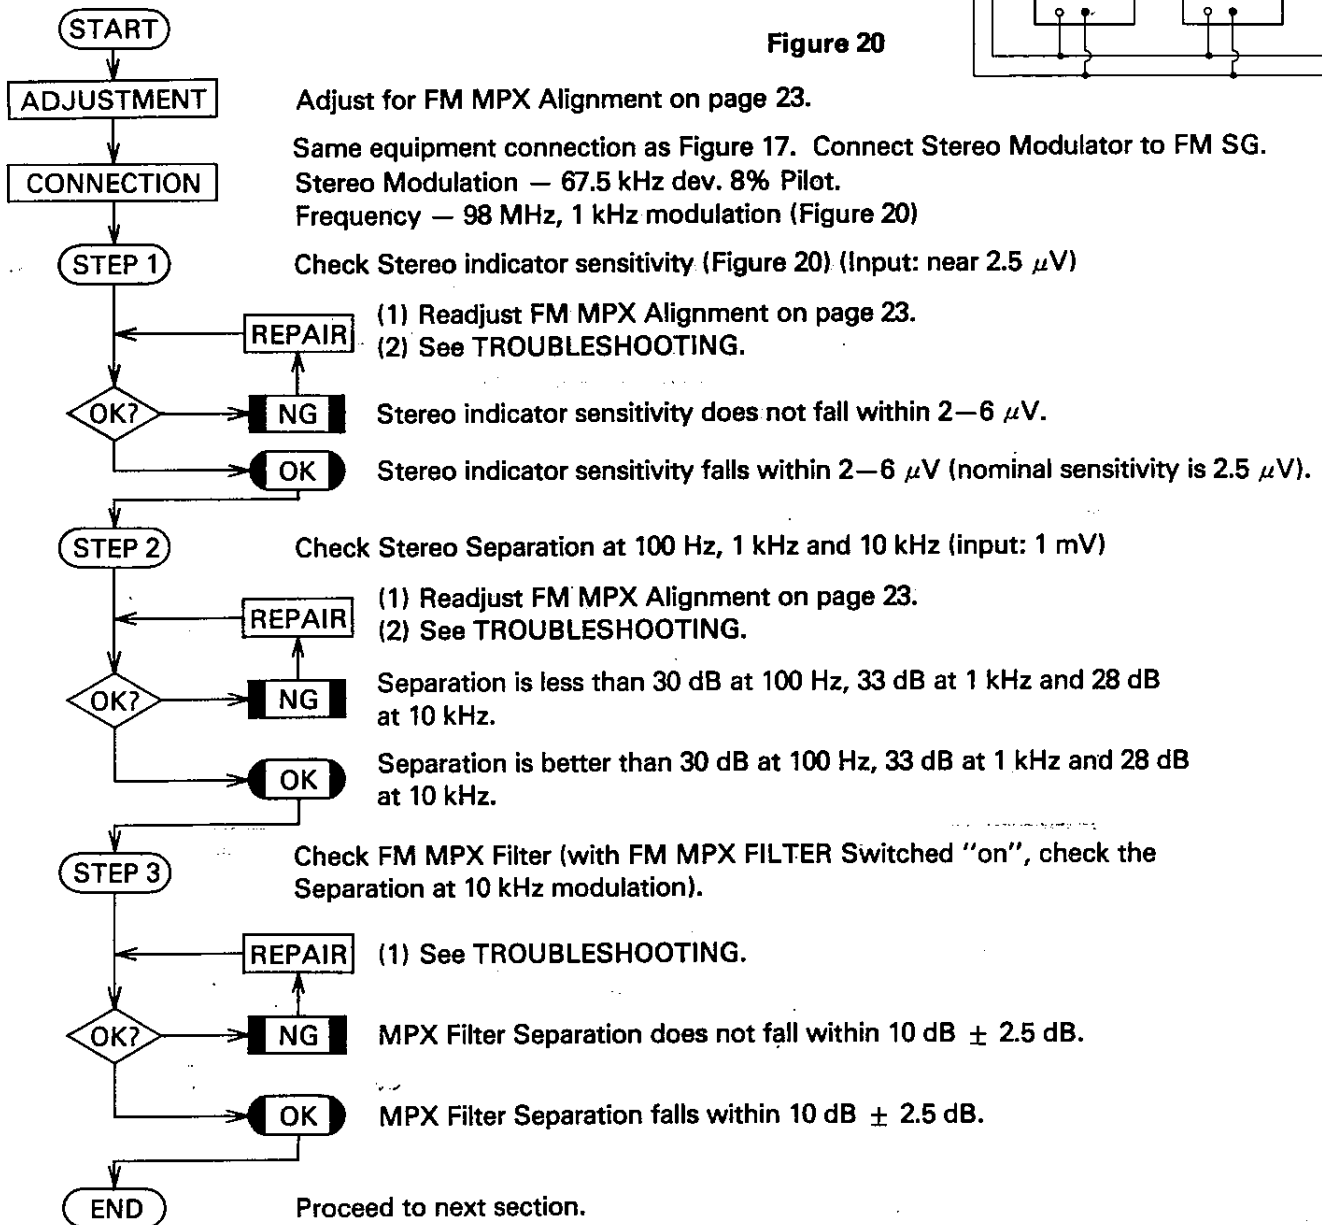 START
Figure 20
ADJUSTMENT
Adjust for FM MPX Alignment on page 23.
CONNECTION
Same equipment connection as Figure 17. Connect Stereo Modulator to FM SG.
Stereo Modulation — 67.5 kHz dev. 8% Pilot.
Frequency — 98 MHz, 1 kHz modulation (Figure 20)
STEP 1
Check Stereo indicator sensitivity (Figure 20) (Input: near 2.5 μV)
REPAIR
(1) Readjust FM MPX Alignment on page 23.
(2) See TROUBLESHOOTING.
OK?
NG
Stereo indicator sensitivity does not fall within 2—6 μV.
OK
Stereo indicator sensitivity falls within 2—6 μV (nominal sensitivity is 2.5 μV).
STEP 2
Check Stereo Separation at 100 Hz, 1 kHz and 10 kHz (input: 1 mV)
REPAIR
(1) Readjust FM MPX Alignment on page 23.
(2) See TROUBLESHOOTING.
OK?
NG
Separation is less than 30 dB at 100 Hz, 33 dB at 1 kHz and 28 dB
at 10 kHz.
OK
Separation is better than 30 dB at 100 Hz, 33 dB at 1 kHz and 28 dB
at 10 kHz.
STEP 3
Check FM MPX Filter (with FM MPX FILTER Switched "on", check the
Separation at 10 kHz modulation).
REPAIR
(1) See TROUBLESHOOTING.
OK?
NG
MPX Filter Separation does not fall within 10 dB ± 2.5 dB.
OK
MPX Filter Separation falls within 10 dB ± 2.5 dB.
END
Proceed to next section.